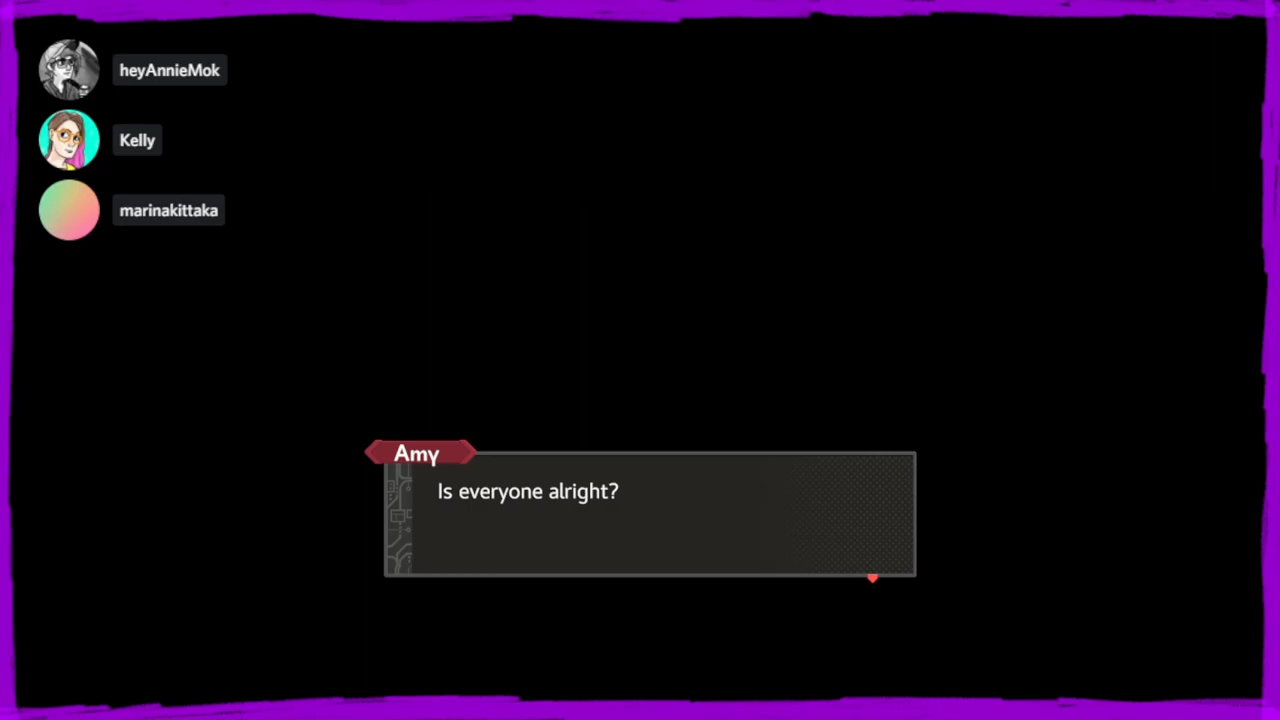 heyAnnieMok
Kelly
marinakittaka
Amy
Is everyone alright?